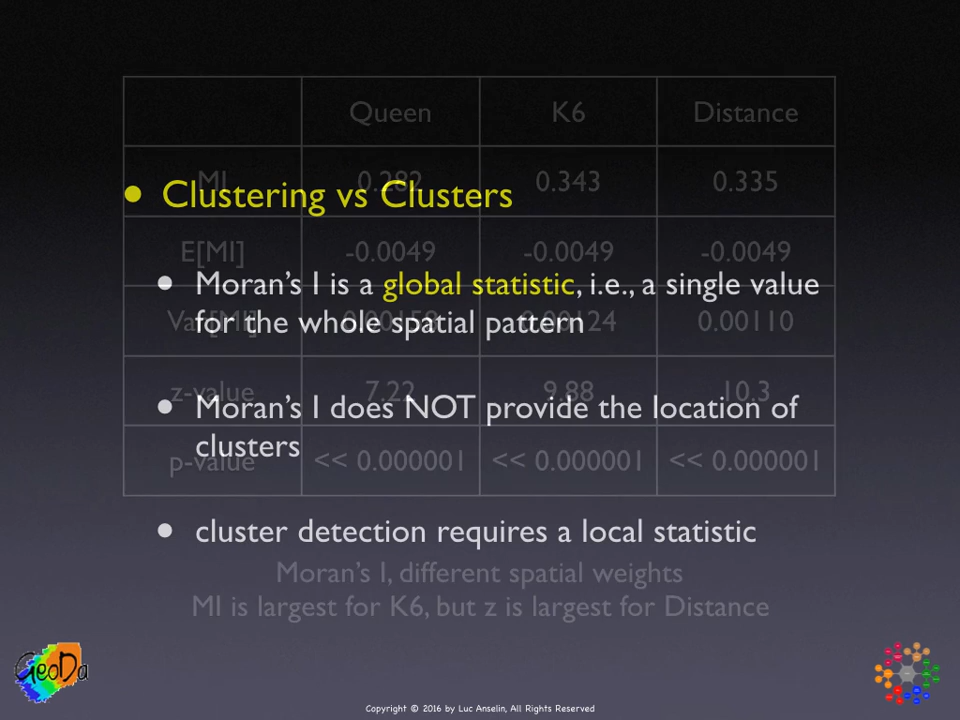 Queen K6 Distance
MI 0.282 0.343 0.335
• Clustering vs Clusters
E[MI] -0.0049 -0.0049 -0.0049
• Moran's I is a global statistic, i.e., a single value
for the whole spatial pattern
0.00124 0.00110
z-value 7.22 9.88 10.3
• Moran's I does NOT provide the location of
clusters
p-value << 0.000001 << 0.000001 << 0.000001
• cluster detection requires a local statistic
Moran's I, different spatial weights
MI is largest for K6, but z is largest for Distance
GeoDa
Copyright © 2016 by Luc Anselin, All Rights Reserved